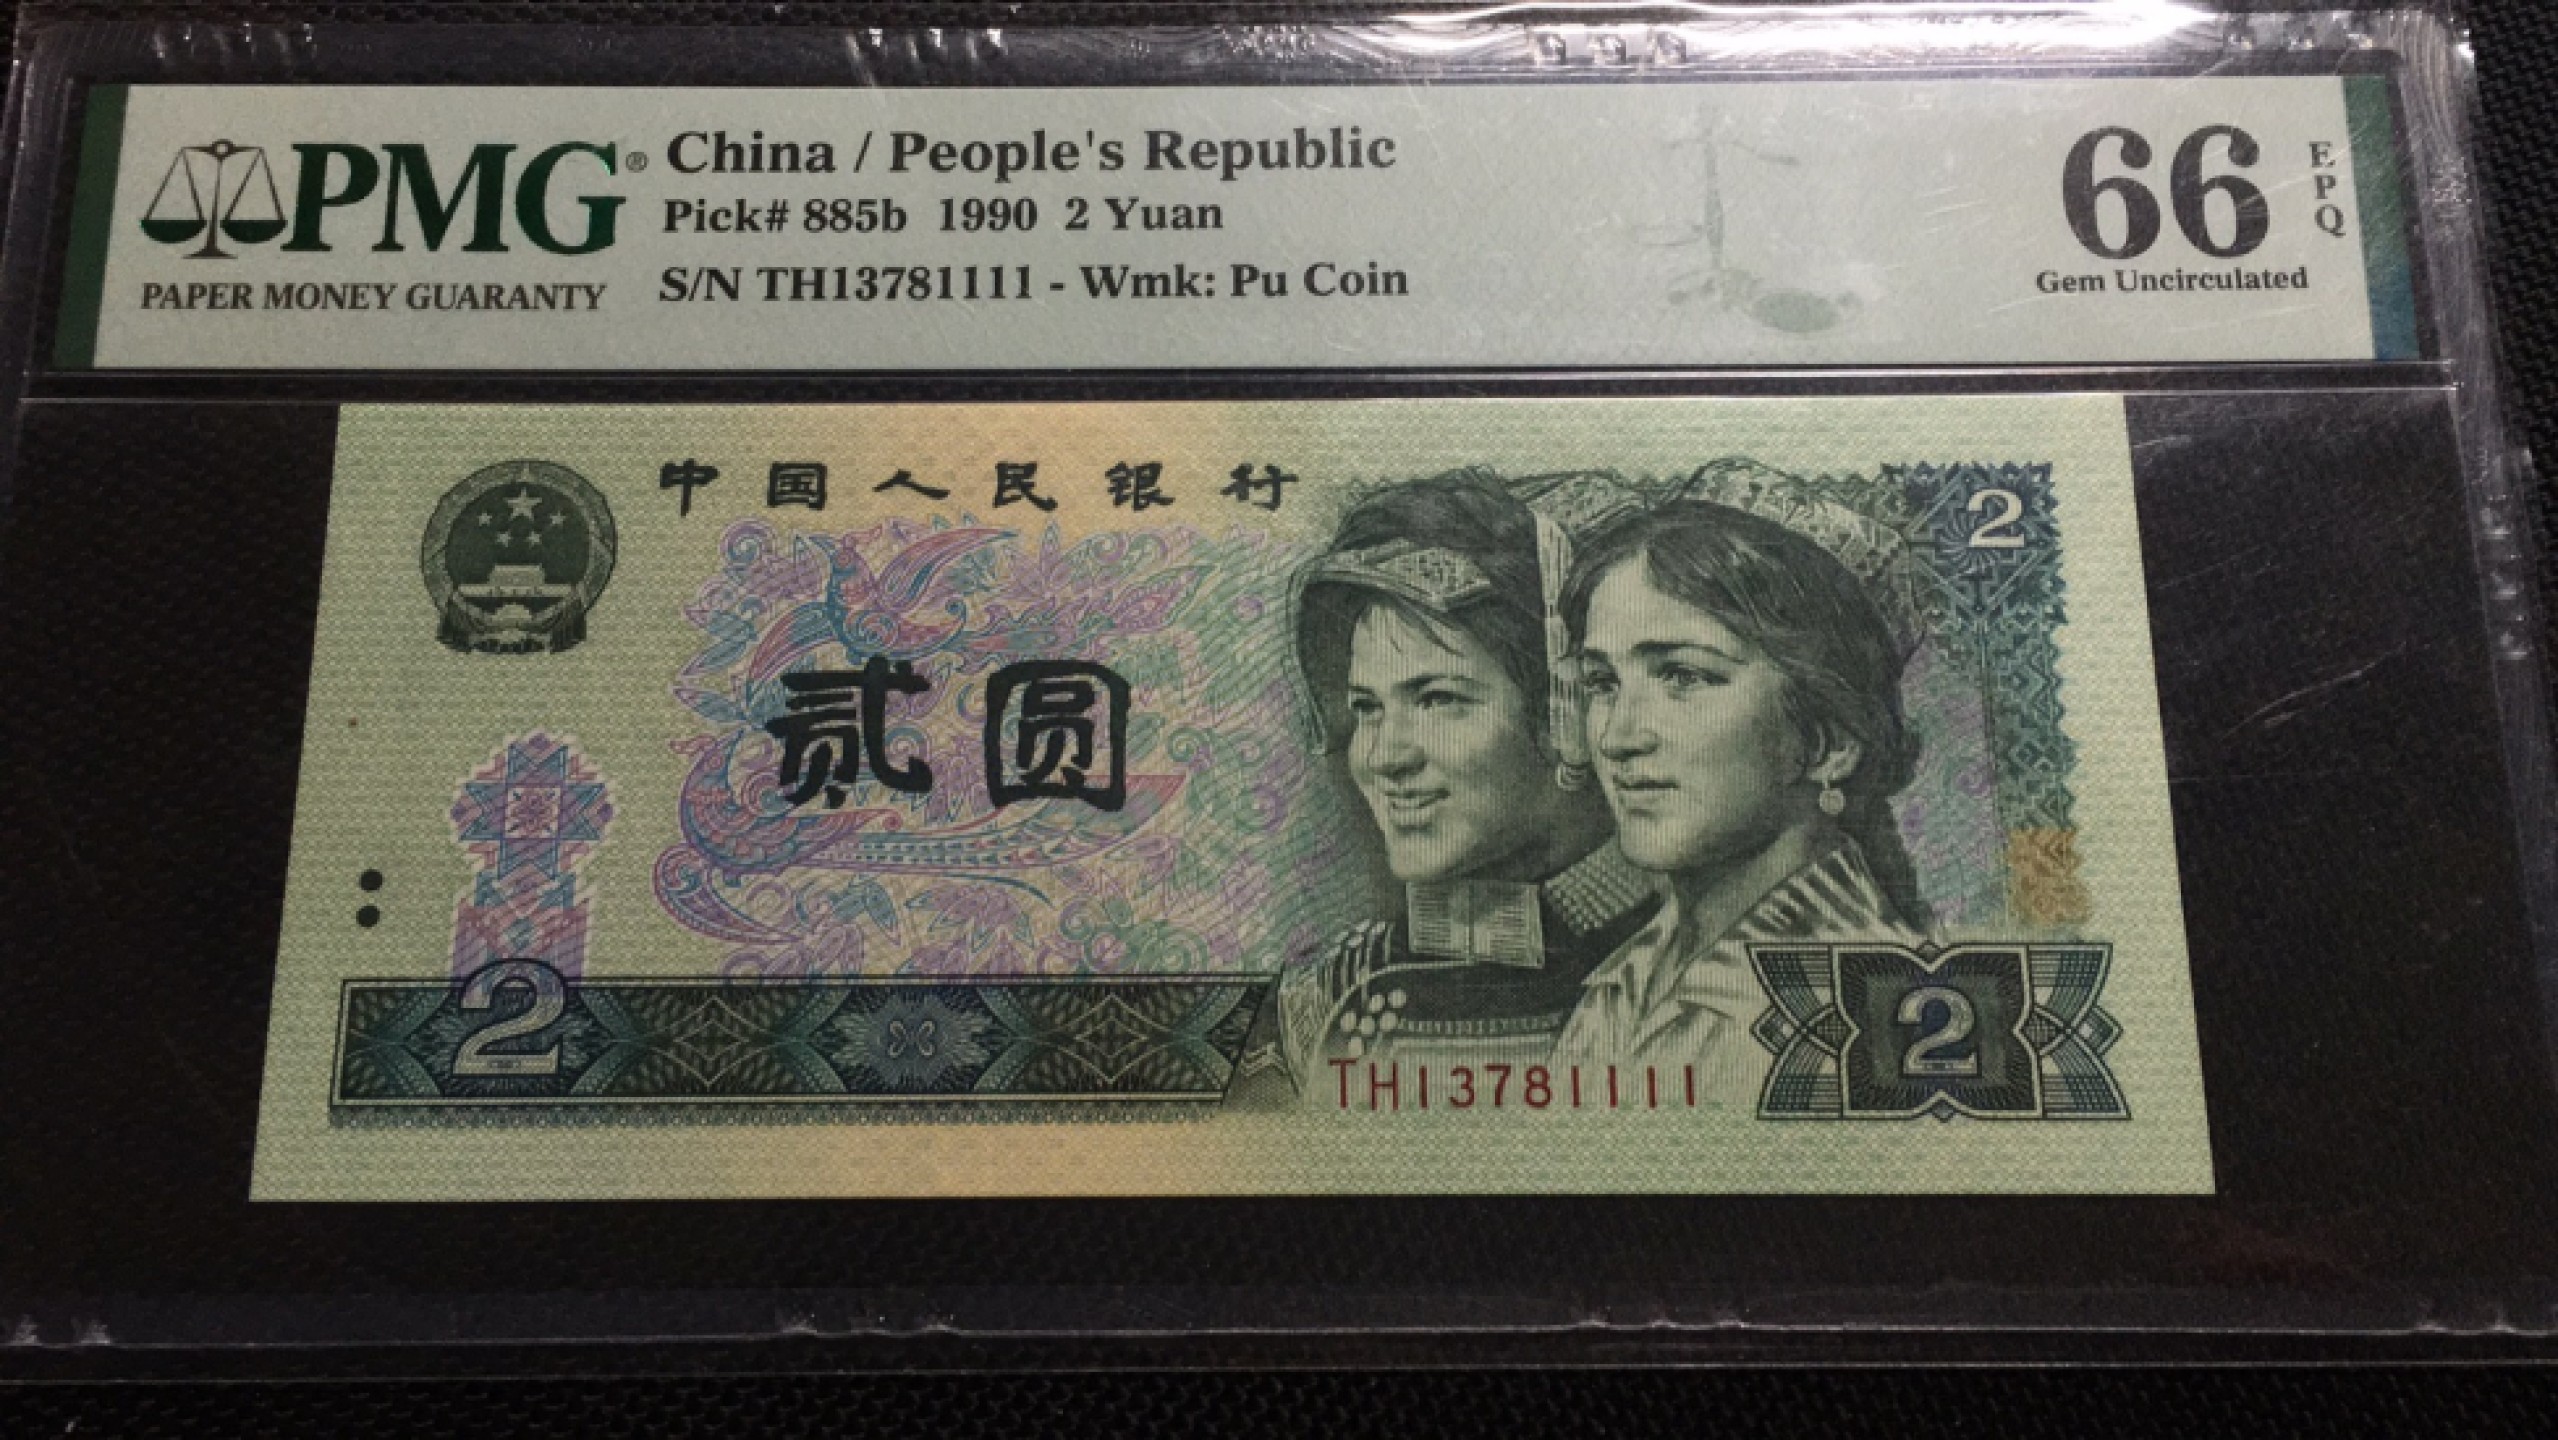 PMG®
PAPER MONEY GUARANTY
China / People's Republic
Pick# 885b 1990 2 Yuan
S/N TH13781111 - Wmk: Pu Coin
66
EPQ
Gem Uncirculated
中国人民银行
2
贰圆
2
TH13781111
2